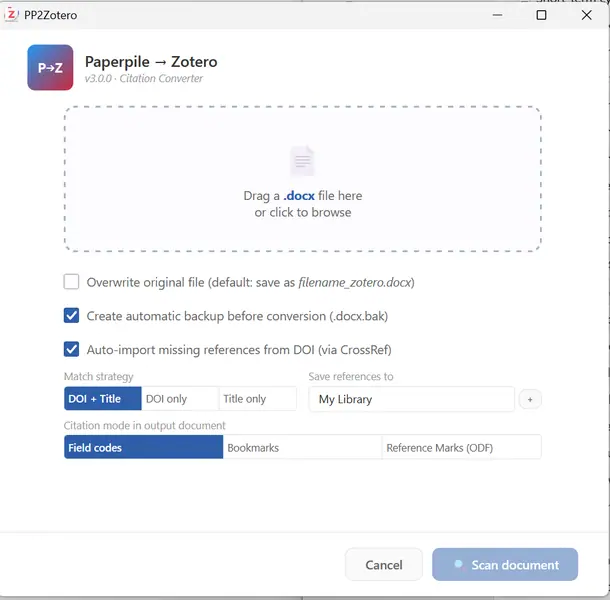 PP2Zotero
P→Z
Paperpile → Zotero
v3.0.0 · Citation Converter
Drag a .docx file here
or click to browse
Overwrite original file (default: save as filename_zotero.docx)
Create automatic backup before conversion (.docx.bak)
Auto-import missing references from DOI (via CrossRef)
Match strategy
Save references to
DOI + Title
DOI only
Title only
My Library
+
Citation mode in output document
Field codes
Bookmarks
Reference Marks (ODF)
Cancel
Scan document